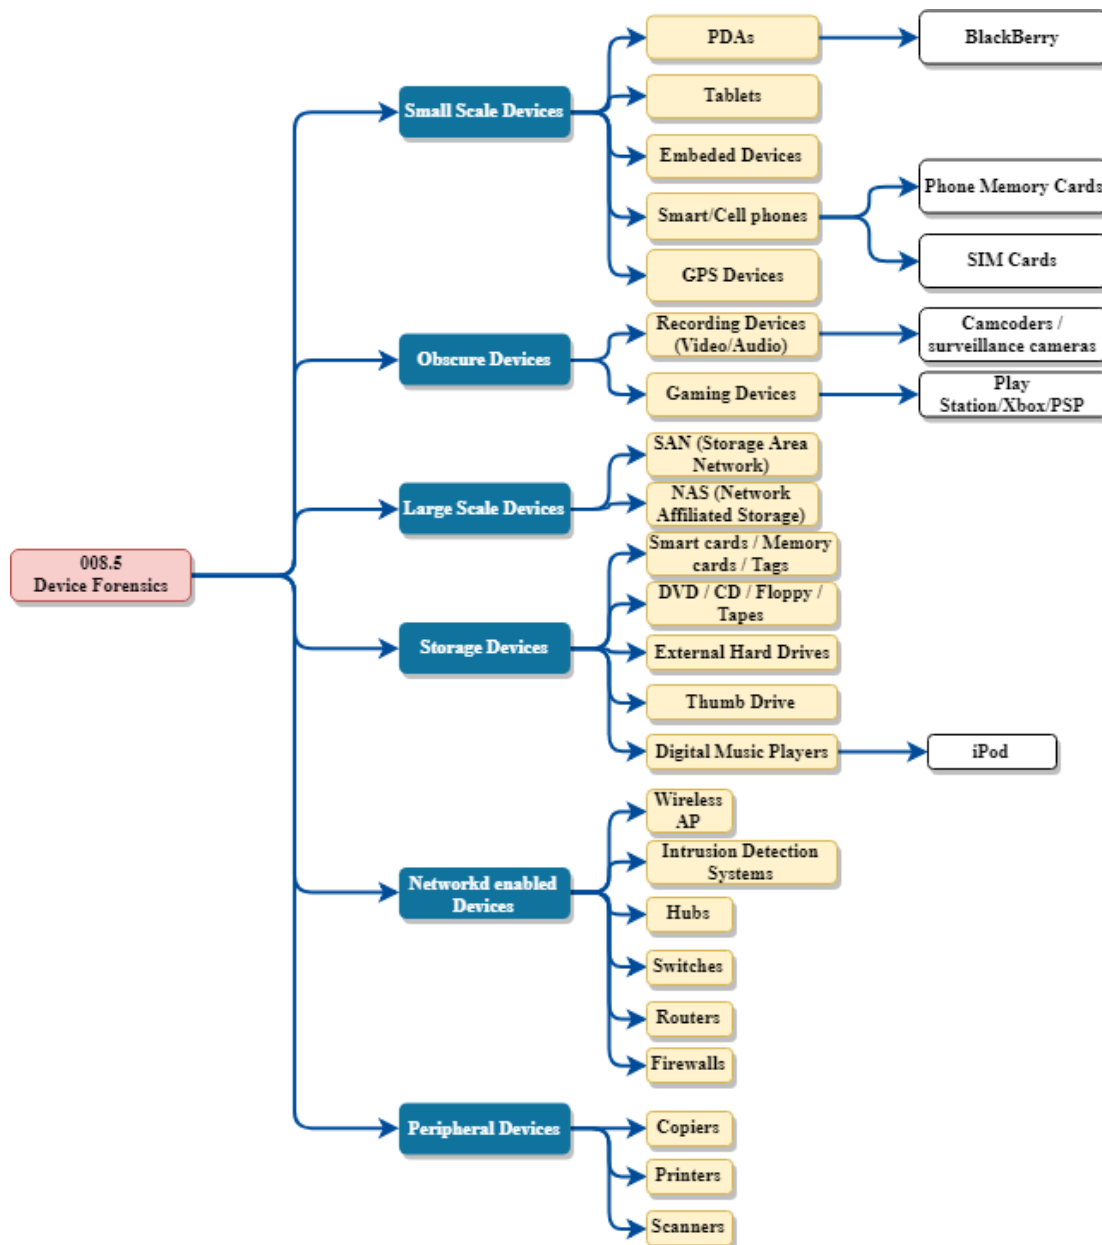 PDAs
BlackBerry
Small Scale Devices
Tablets
Embeded Devices
Phone Memory Cards
Smart/Cell phones
SIM Cards
GPS Devices
Recording Devices
(Video/Audio)
Camcoders /
surveillance cameras
Obscure Devices
Gaming Devices
Play
Station/Xbox/PSP
SAN (Storage Area
Network)
Large Scale Devices
NAS (Network
Affiliated Storage)
008.5
Device Forensics
Smart cards / Memory
cards / Tags
DVD / CD / Floppy /
Tapes
Storage Devices
External Hard Drives
Thumb Drive
Digital Music Players
iPod
Wireless
AP
Intrusion Detection
Systems
Networkd enabled
Devices
Hubs
Switches
Routers
Firewalls
Peripheral Devices
Copiers
Printers
Scanners